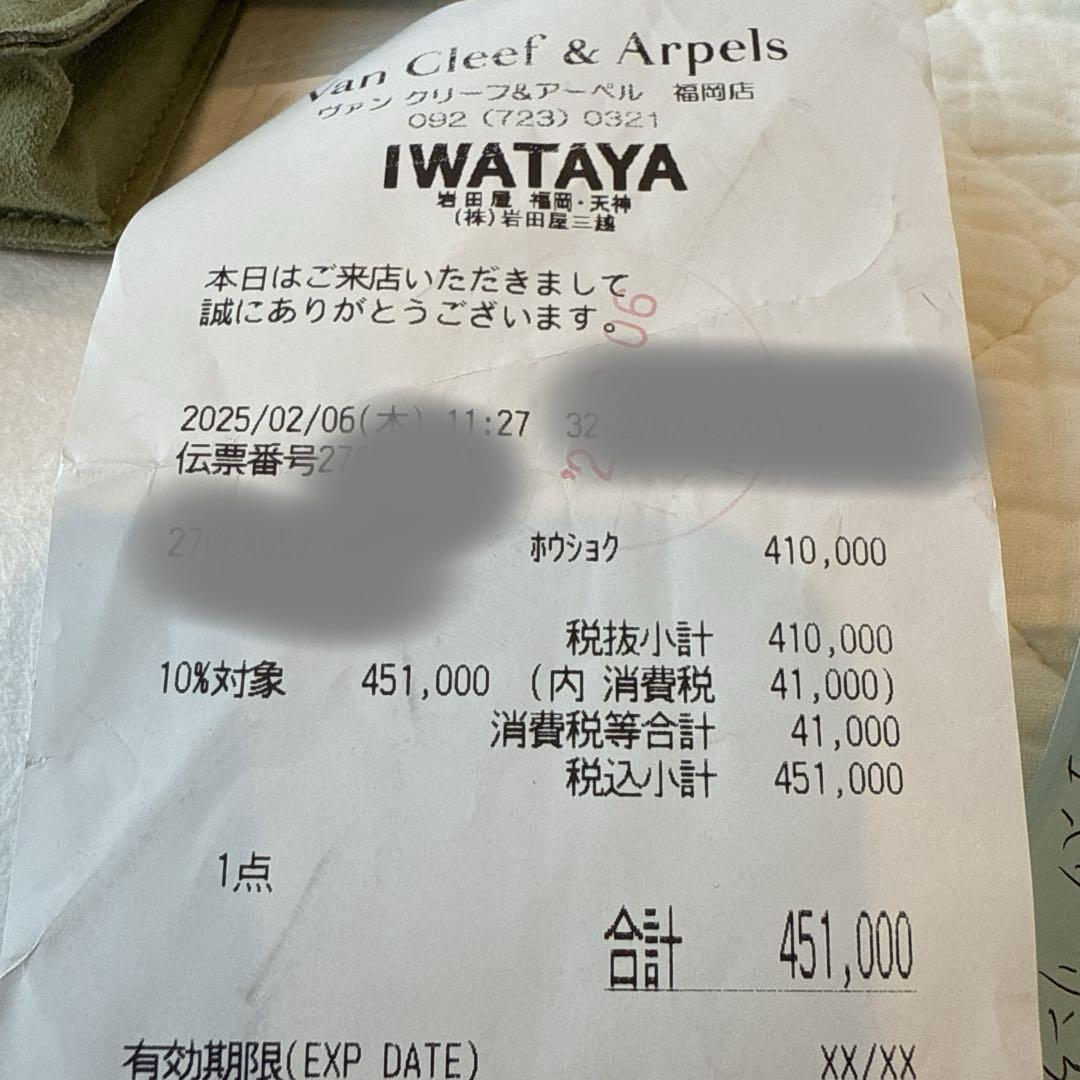 Van Cleef & Arpels
ヴァン クリーフ&アーペル 福岡店
092 (723) 0321
IWATAYA
岩田屋 福岡・天神
(株)岩田屋三越
本日はご来店いただきまして
誠にありがとうございます。
2025/02/06(木) 11:27 32
伝票番号276
ホウショク 410,000
税抜小計 410,000
10%対象 451,000 (内 消費税 41,000)
消費税等合計 41,000
税込小計 451,000
1点
合計 451,000
有効期限(EXP DATE) XX/XX